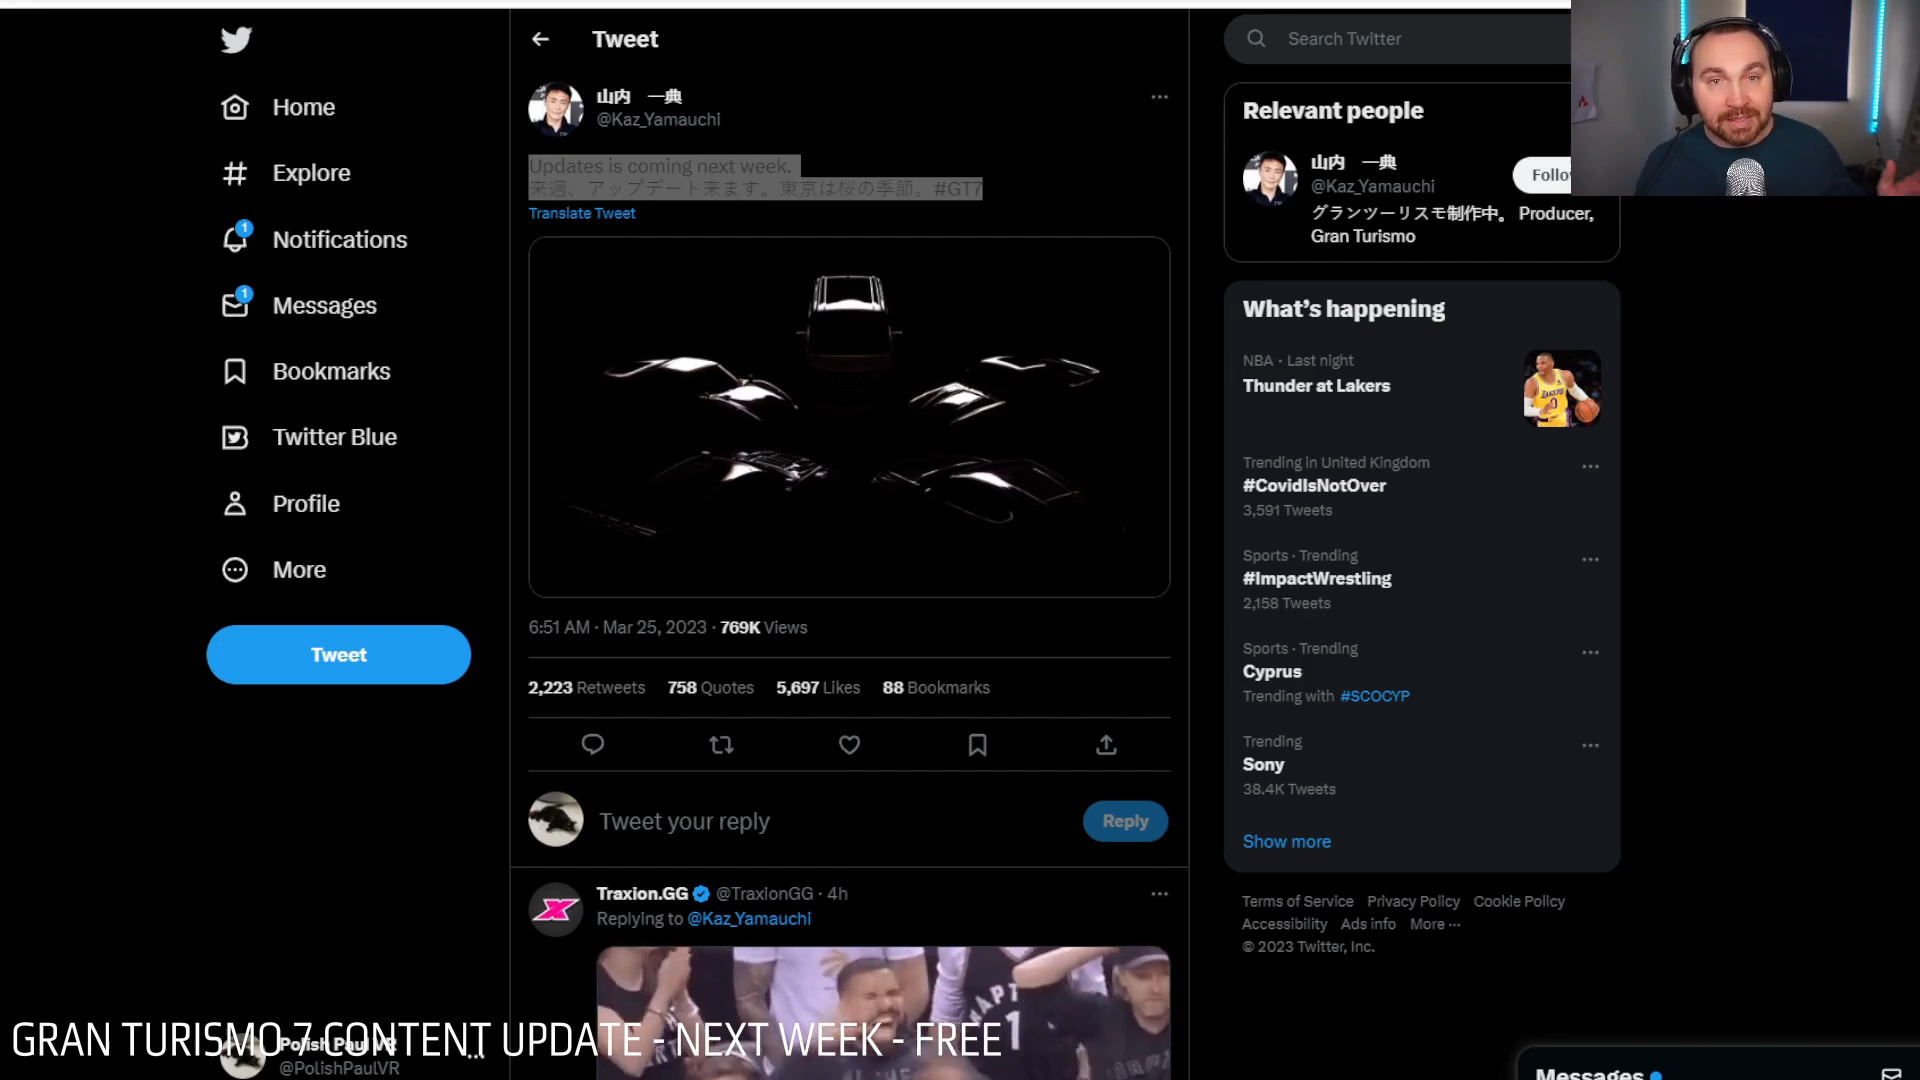 Home
Explore
1
Notifications
1
Messages
Bookmarks
Twitter Blue
Profile
More
Tweet
Polish Paul VR
@PolishPaulVR
Tweet
山内 一典
@Kaz_Yamauchi
Updates is coming next week.
来週、アップデート来ます。東京は桜の季節。#GT7
Translate Tweet
6:51 AM · Mar 25, 2023 · 769K Views
2,223 Retweets 758 Quotes 5,697 Likes 88 Bookmarks
Tweet your reply
Reply
Traxion.GG @TraxionGG · 4h
Replying to @Kaz_Yamauchi
1
GRAN TURISMO 7 CONTENT UPDATE - NEXT WEEK - FREE
Search Twitter
Relevant people
山内 一典
@Kaz_Yamauchi
Follo
グランツーリスモ制作中。 Producer,
Gran Turismo
What's happening
NBA · Last night
Thunder at Lakers
Trending in United Kingdom
#CovidIsNotOver
3,591 Tweets
Sports · Trending
#ImpactWrestling
2,158 Tweets
Sports · Trending
Cyprus
Trending with #SCOCYP
Trending
Sony
38.4K Tweets
Show more
Terms of Service Privacy Policy Cookie Policy
Accessibility Ads info More ···
© 2023 Twitter, Inc.
Messages